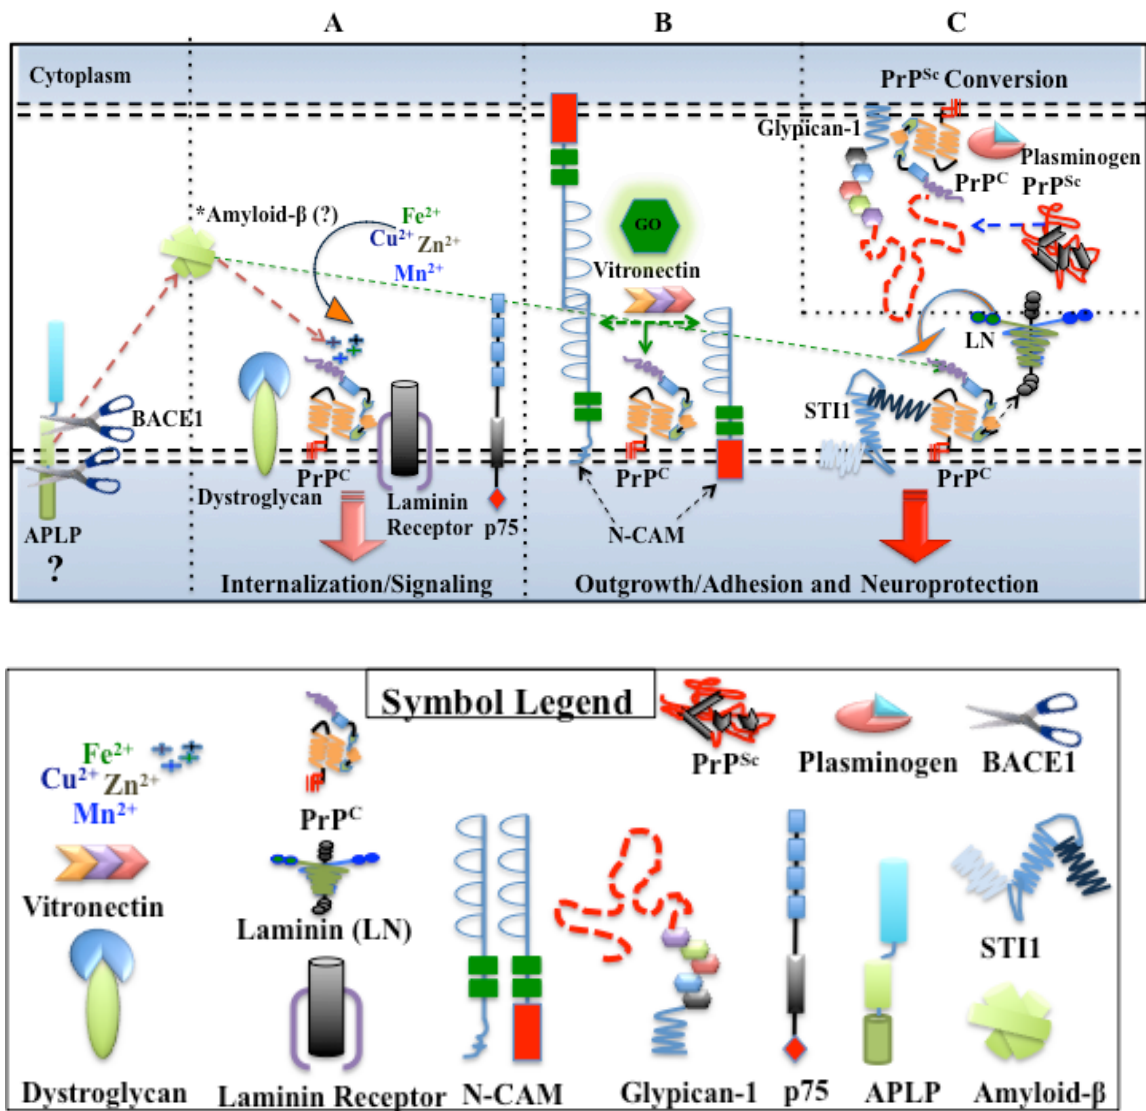 A
B
C
Cytoplasm
PrPˢᶜ Conversion
Glypican-1
Plasminogen
PrPᶜ
PrPˢᶜ
*Amyloid-β (?)
Fe²⁺
Cu²⁺ Zn²⁺
Mn²⁺
GO
Vitronectin
LN
STI1
BACE1
APLP
?
Dystroglycan
PrPᶜ
Laminin
Receptor
p75
PrPᶜ
N-CAM
PrPᶜ
Internalization/Signaling
Outgrowth/Adhesion and Neuroprotection
Symbol Legend
Fe²⁺
Cu²⁺ Zn²⁺
Mn²⁺
PrPᶜ
PrPˢᶜ
Plasminogen
BACE1
Vitronectin
Laminin (LN)
STI1
Dystroglycan
Laminin Receptor
N-CAM
Glypican-1
p75
APLP
Amyloid-β